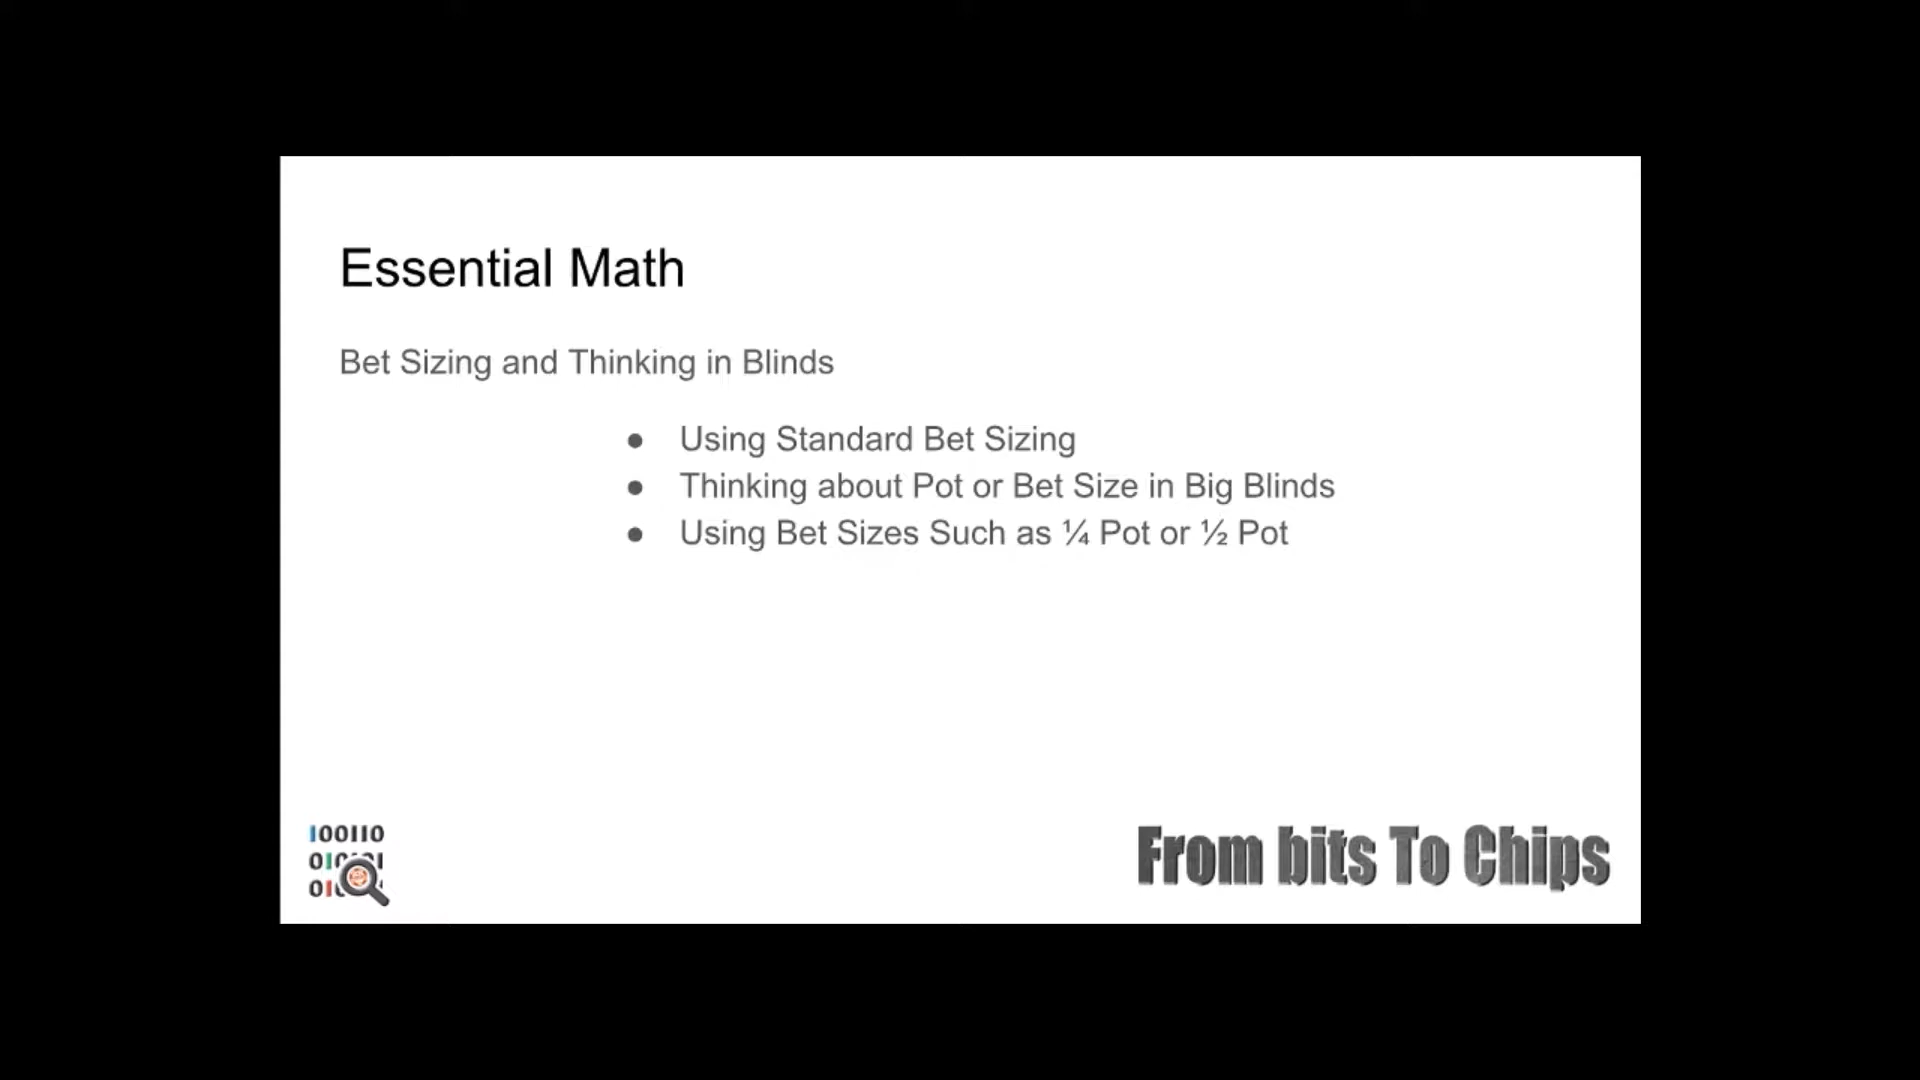 Essential Math
Bet Sizing and Thinking in Blinds
● Using Standard Bet Sizing
● Thinking about Pot or Bet Size in Big Blinds
● Using Bet Sizes Such as ¼ Pot or ½ Pot
100110
From bits To Chips